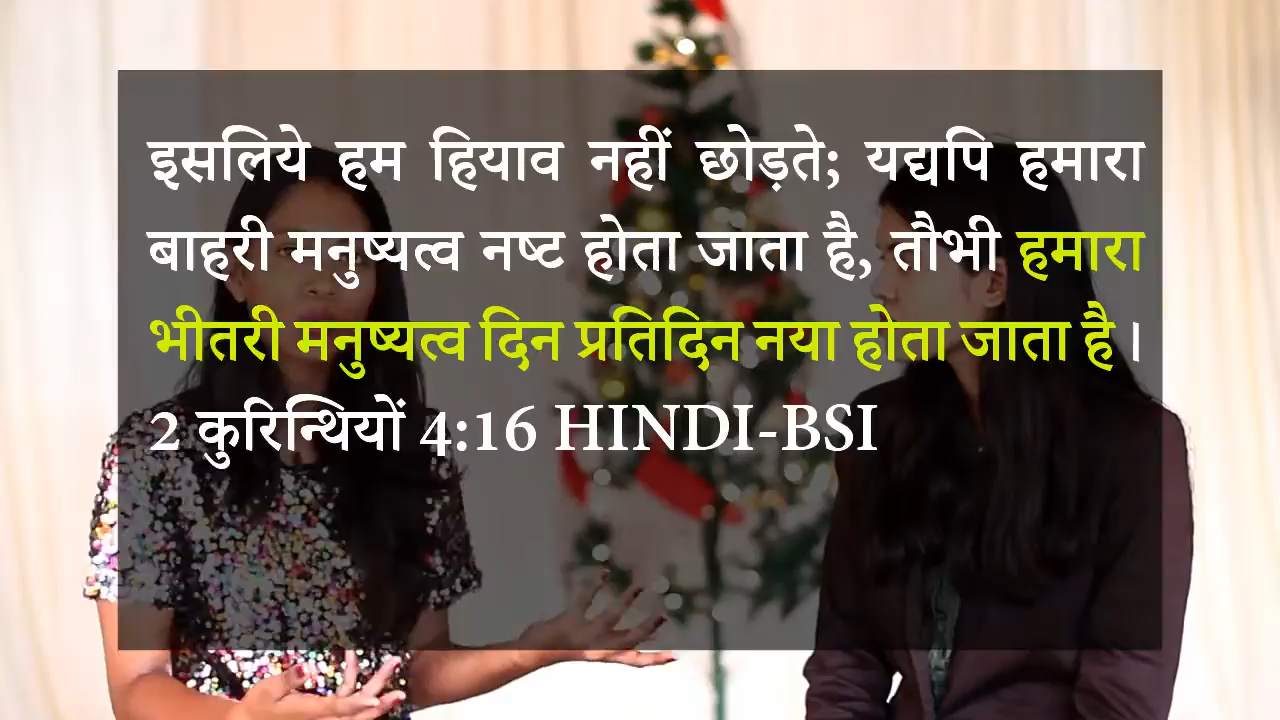 इसलिये हम हियाव नहीं छोड़ते; यद्यपि हमारा
बाहरी मनुष्यत्व नष्ट होता जाता है, तौभी हमारा
भीतरी मनुष्यत्व दिन प्रतिदिन नया होता जाता है।
2 कुरिन्थियों 4:16 HINDI-BSI